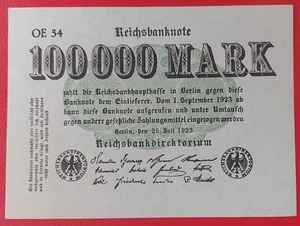 OE 34
Reichsbanknote
100000 MARK
zahlt die Reichsbankhauptkasse in Berlin gegen diese
Banknote dem Einlieferer. Vom 1. September 1923 ab
kann diese Banknote aufgerufen und unter Umtausch
gegen andere gesetzliche Zahlungsmittel eingezogen werden
Berlin, den 25. Juli 1923
Reichsbankdirektorium